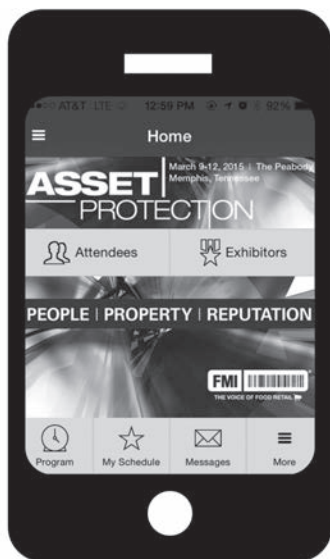 AT&T LTE 12:59 PM 92%
Home
ASSET PROTECTION
March 9-12, 2015 | The Peabody
Memphis, Tennessee
Attendees
Exhibitors
PEOPLE | PROPERTY | REPUTATION
FMI
THE VOICE OF FOOD RETAIL
Program
My Schedule
Messages
More